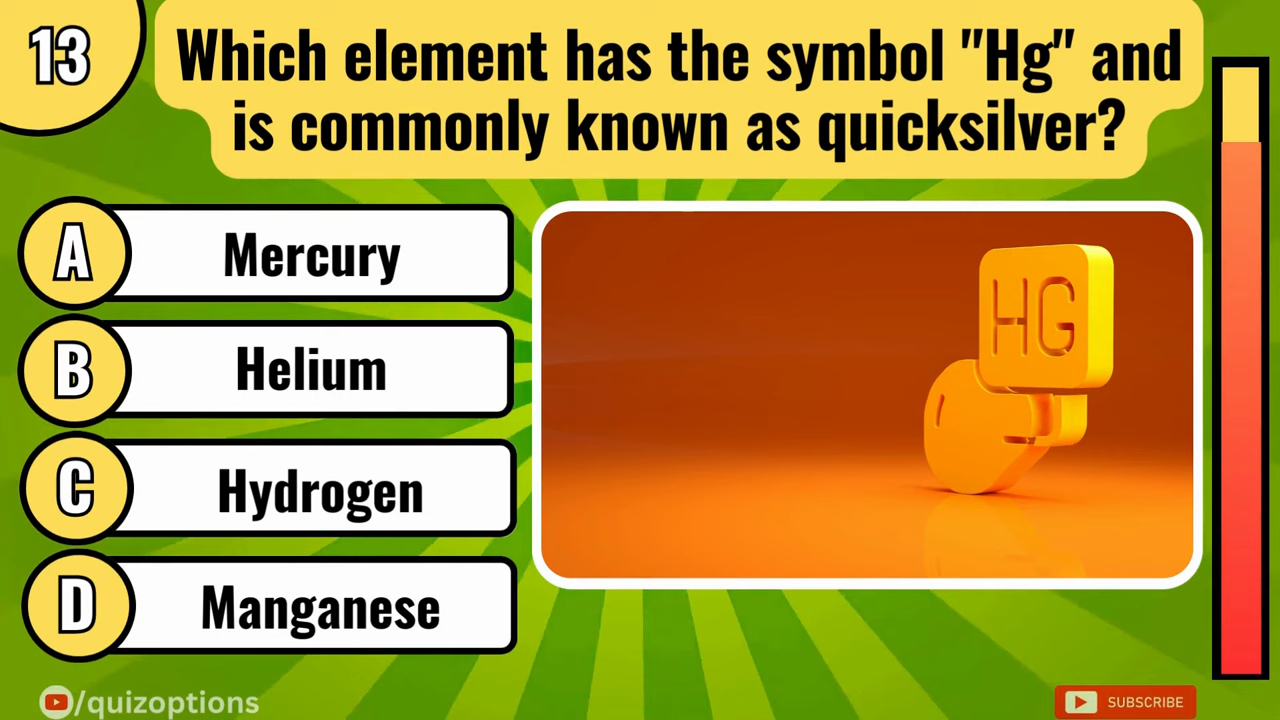 13
Which element has the symbol "Hg" and
is commonly known as quicksilver?
A Mercury
B Helium
C Hydrogen
D Manganese
HG
/quizoptions
SUBSCRIBE